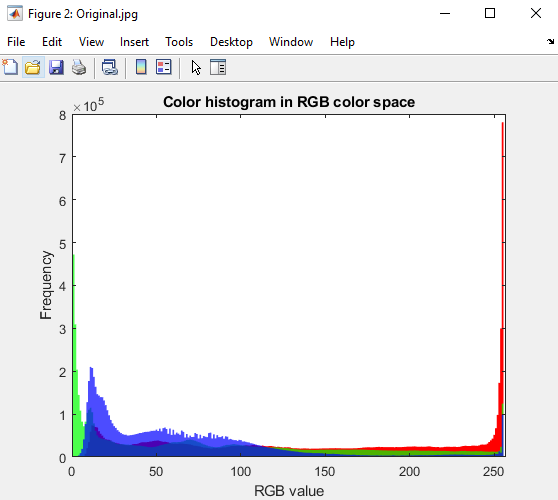 Figure 2: Original.jpg
File Edit View Insert Tools Desktop Window Help
Color histogram in RGB color space
×10^5
8
7
6
5
4
3
2
1
0
Frequency
0 50 100 150 200 250
RGB value